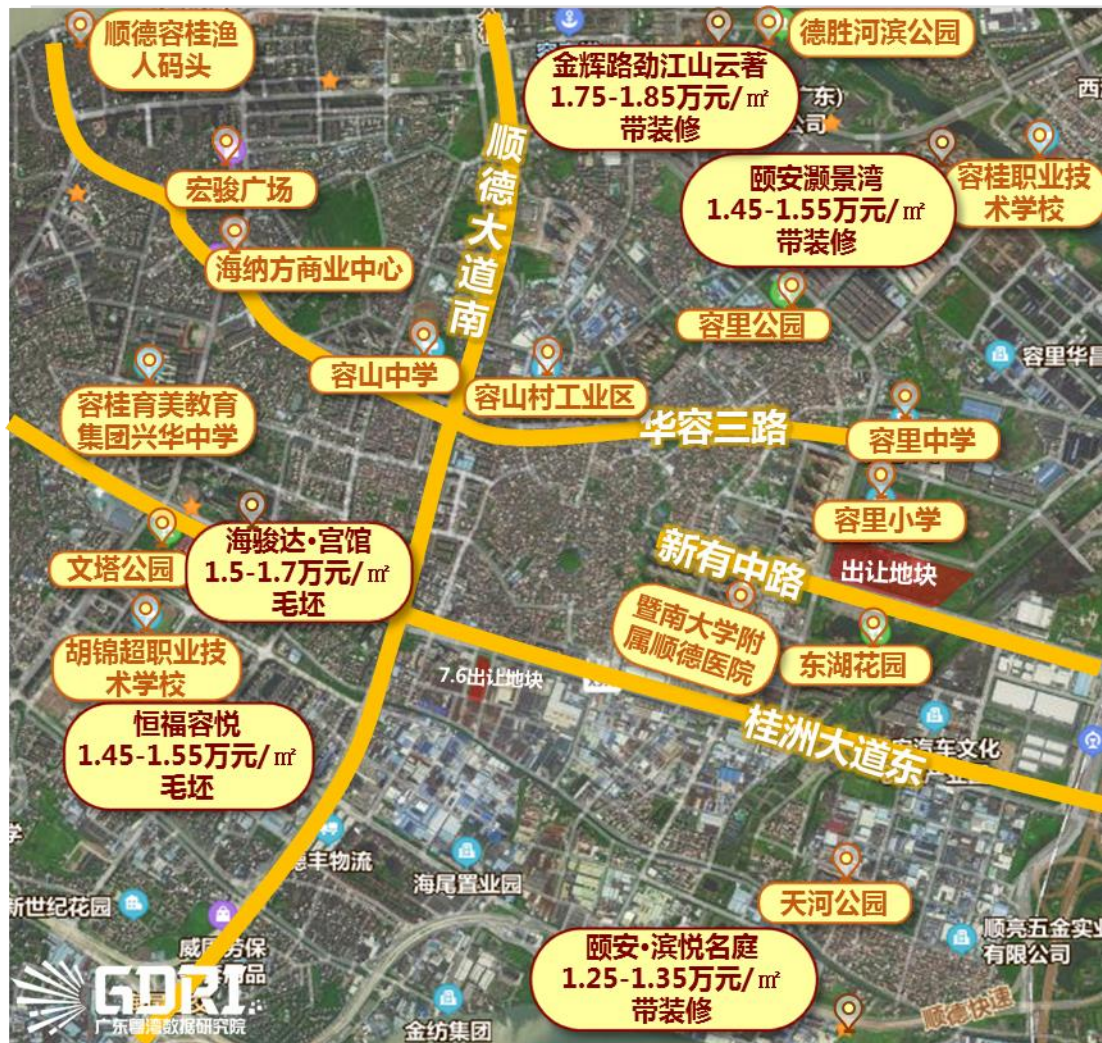 顺德容桂渔
人码头
德胜河滨公园
金辉路劲江山云著
1.75-1.85万元/㎡
带装修
广东)
公司
宏骏广场
顺德大道南
颐安灏景湾
1.45-1.55万元/㎡
带装修
容桂职业技
术学校
海纳方商业中心
容里公园
容山中学
容山村工业区
容里华昌
容桂育美教育
集团兴华中学
华容三路
容里中学
容里小学
文塔公园
海骏达·宫馆
1.5-1.7万元/㎡
毛坯
新有中路
出让地块
暨南大学附
属顺德医院
东湖花园
胡锦超职业技
术学校
7.6出让地块
恒福容悦
1.45-1.55万元/㎡
毛坯
桂洲大道东
汽车文化
德丰物流
海尾置业园
天河公园
新世纪花园
顺亮五金实业
有限公司
颐安·滨悦名庭
1.25-1.35万元/㎡
带装修
GDRI
广东粤湾数据研究院
金纺集团
顺德快速